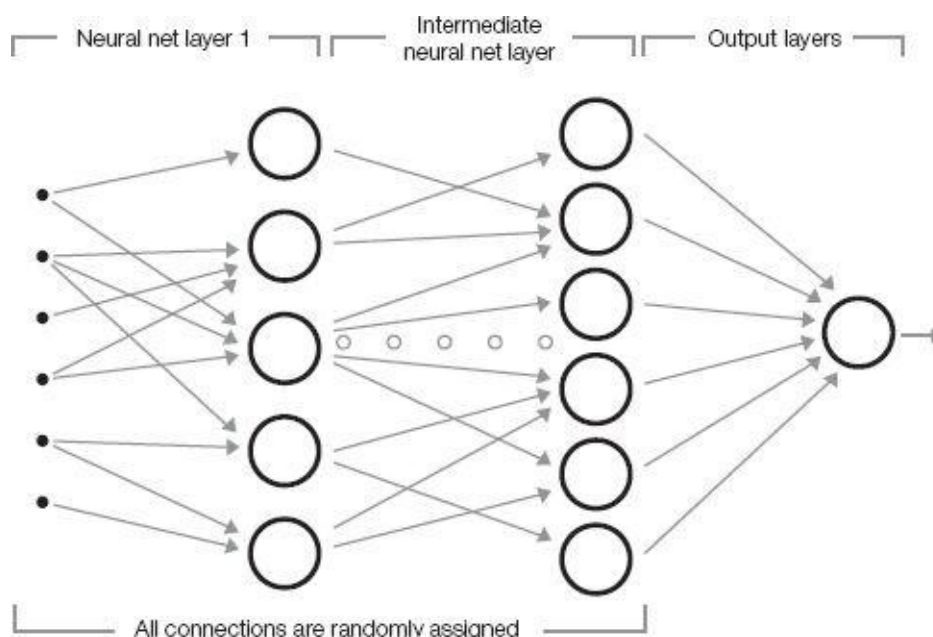 Neural net layer 1
Intermediate
neural net layer
Output layers
All connections are randomly assigned